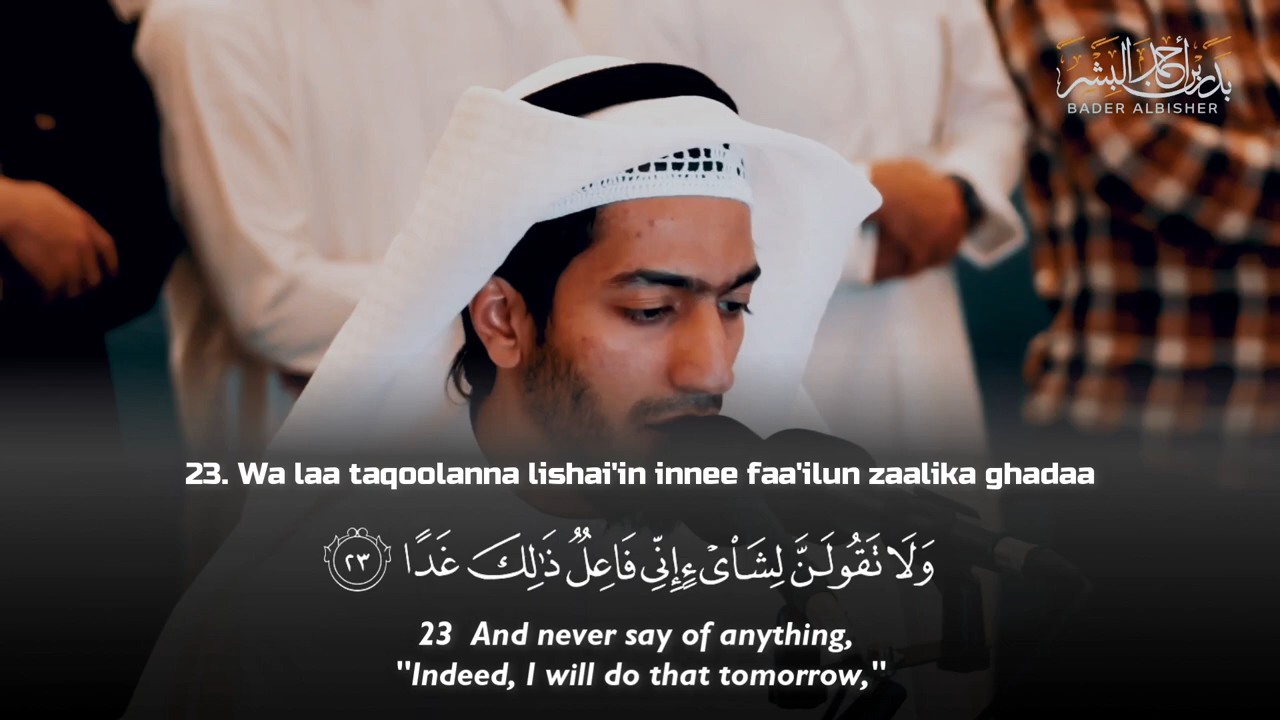 بدر بن أحمد البشر
BADER ALBISHER
23. Wa laa taqoolanna lishai'in innee faa'ilun zaalika ghadaa
وَلَا تَقُولَنَّ لِشَاْىْءٍ إِنِّى فَاعِلٌ ذَٰلِكَ غَدًا ٢٣
23 And never say of anything,
"Indeed, I will do that tomorrow,"